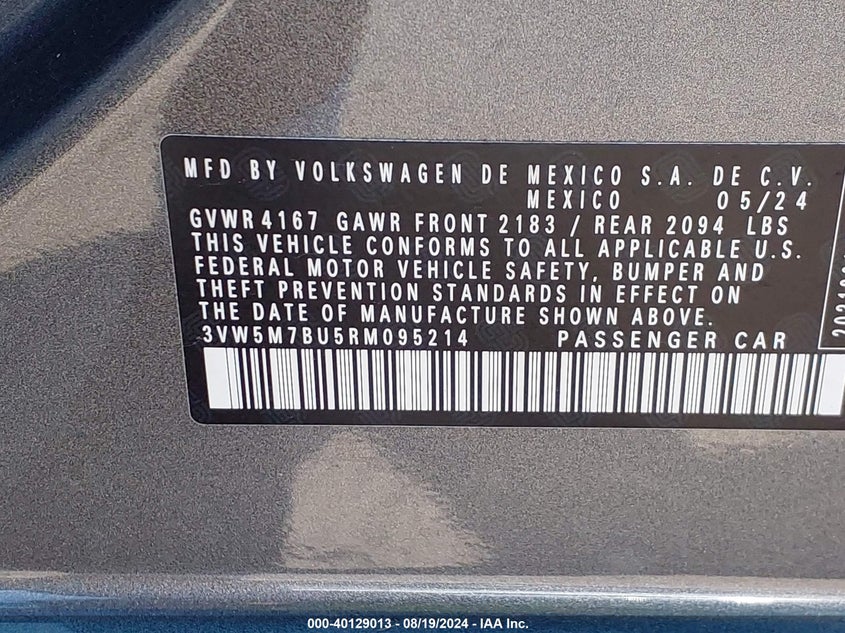 MFD BY VOLKSWAGEN DE MEXICO S.A. DE C.V.
MEXICO 05/24
GVWR 4167 GAWR FRONT 2183 / REAR 2094 LBS
THIS VEHICLE CONFORMS TO ALL APPLICABLE U.S.
FEDERAL MOTOR VEHICLE SAFETY, BUMPER AND
THEFT PREVENTION STANDARDS IN EFFECT ON
THE DATE OF MANUFACTURE SHOWN ABOVE.
3VW5M7BU5RM095214 PASSENGER CAR
000-40129013 - 08/19/2024 - IAA Inc.